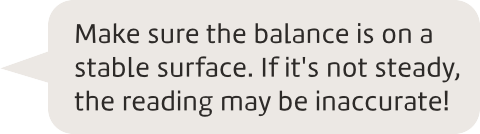 Make sure the balance is on a
stable surface. If it's not steady,
the reading may be inaccurate!